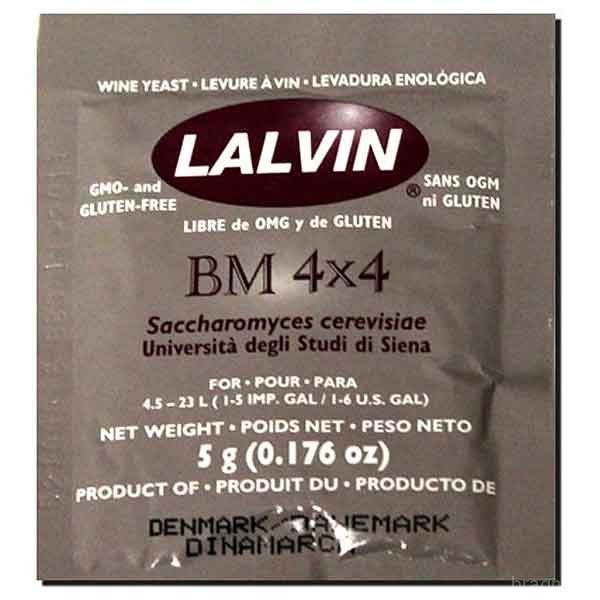 WINE YEAST • LEVURE À VIN • LEVADURA ENOLÓGICA
LALVIN®
GMO- and
GLUTEN-FREE
SANS OGM
ni GLUTEN
LIBRE de OMG y de GLUTEN
BM 4x4
Saccharomyces cerevisiae
Università degli Studi di Siena
FOR • POUR • PARA
4.5 – 23 L ( 1-5 IMP. GAL / 1-6 U.S. GAL)
NET WEIGHT • POIDS NET • PESO NETO
5 g (0.176 oz)
PRODUCT OF • PRODUIT DU • PRODUCTO DE
DENMARK-DANEMARK
DINAMARCA